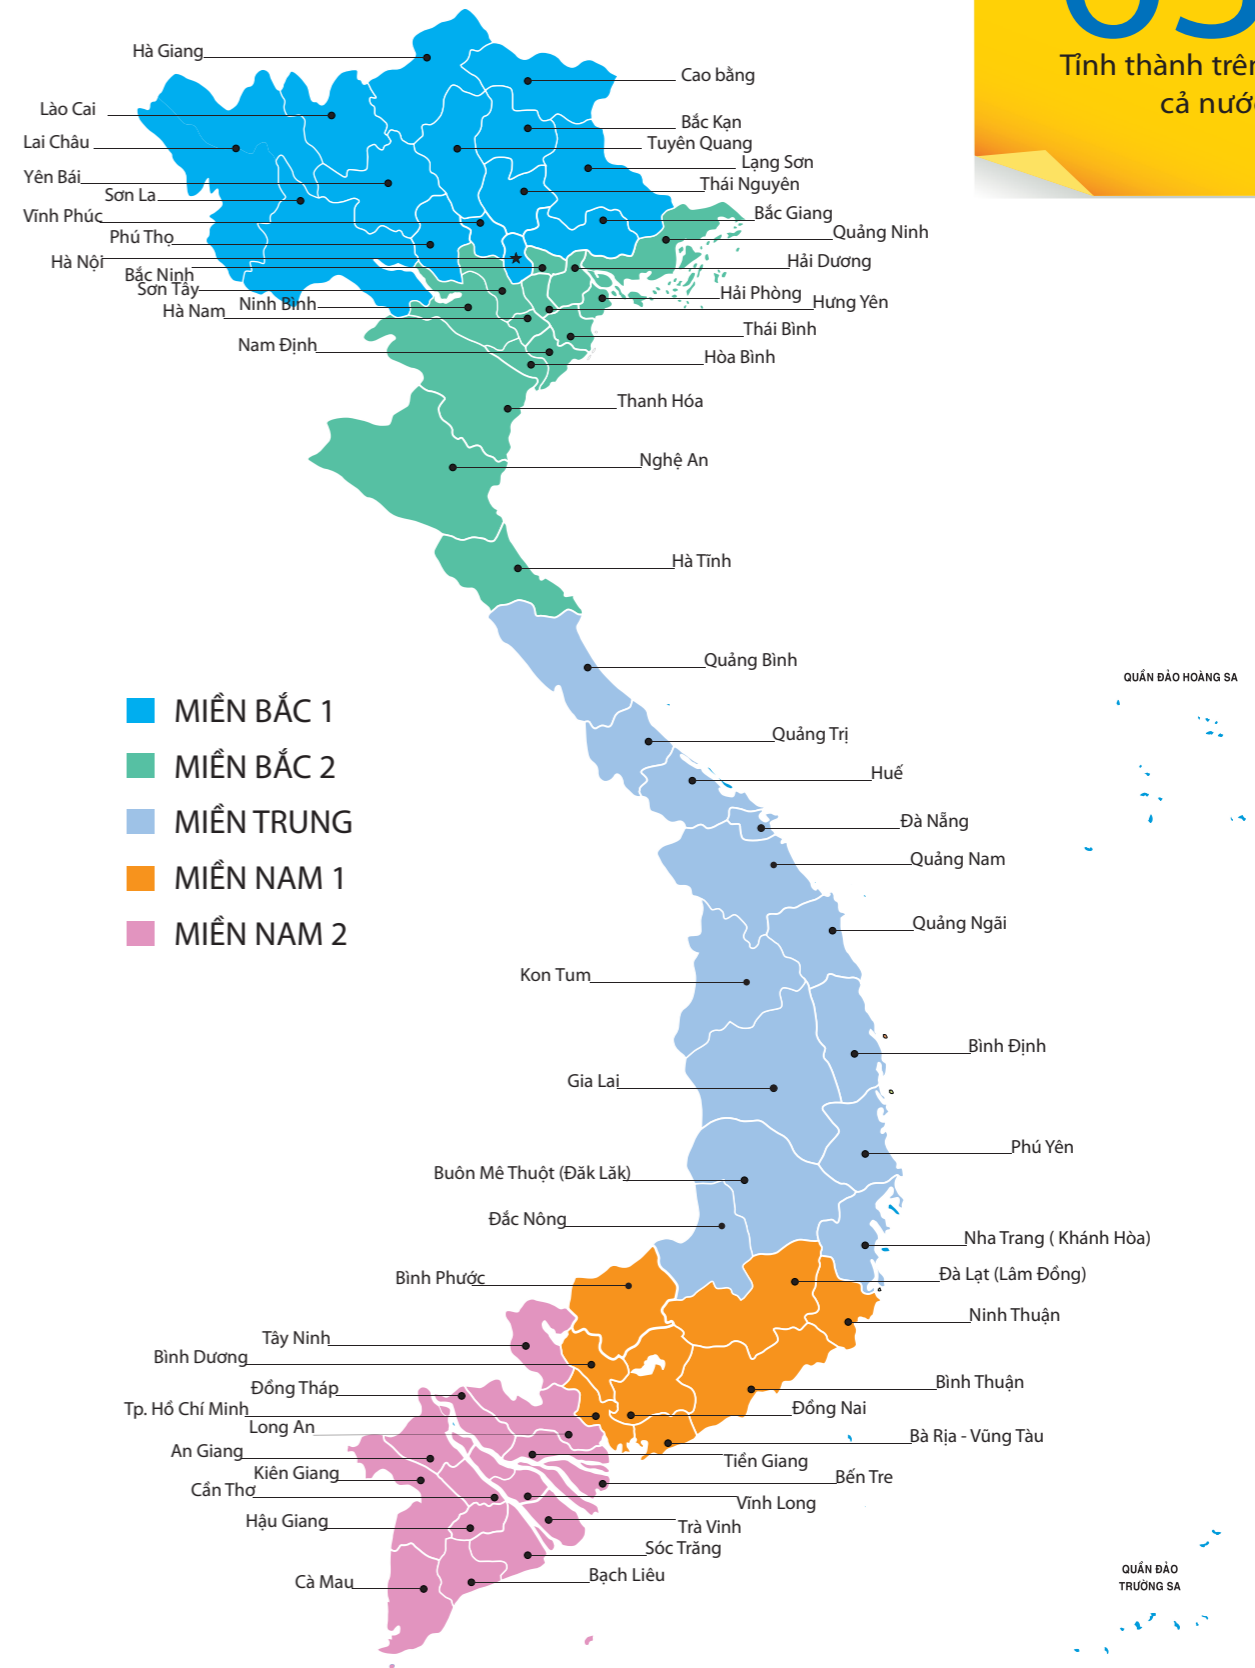 63
Tỉnh thành trên
cả nước
Hà Giang
Cao bằng
Lào Cai
Bắc Kạn
Lai Châu
Tuyên Quang
Lạng Sơn
Yên Bái
Thái Nguyên
Sơn La
Vĩnh Phúc
Bắc Giang
Phú Thọ
Quảng Ninh
Hà Nội
Hải Dương
Bắc Ninh
Sơn Tây
Hải Phòng
Hưng Yên
Ninh Bình
Hà Nam
Thái Bình
Nam Định
Hòa Bình
Thanh Hóa
Nghệ An
Hà Tĩnh
Quảng Bình
QUẦN ĐẢO HOÀNG SA
MIỀN BẮC 1
MIỀN BẮC 2
MIỀN TRUNG
MIỀN NAM 1
MIỀN NAM 2
Quảng Trị
Huế
Đà Nẵng
Quảng Nam
Quảng Ngãi
Kon Tum
Bình Định
Gia Lai
Phú Yên
Buôn Mê Thuột (Đăk Lăk)
Đắc Nông
Nha Trang ( Khánh Hòa)
Đà Lạt (Lâm Đồng)
Bình Phước
Ninh Thuận
Tây Ninh
Bình Dương
Bình Thuận
Đồng Tháp
Đồng Nai
Tp. Hồ Chí Minh
Long An
Bà Rịa - Vũng Tàu
An Giang
Tiền Giang
Kiên Giang
Bến Tre
Cần Thơ
Vĩnh Long
Hậu Giang
Trà Vinh
Sóc Trăng
Cà Mau
Bạch Liêu
QUẦN ĐẢO
TRƯỜNG SA